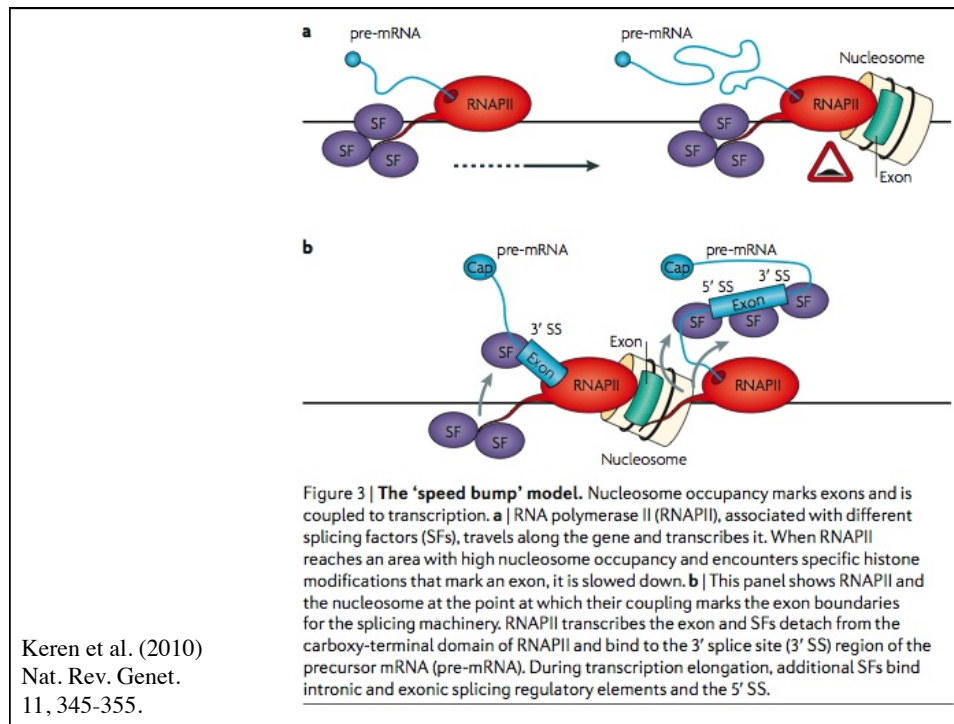 a
pre-mRNA
RNAPII
SF
SF
SF
pre-mRNA
Nucleosome
RNAPII
SF
SF
SF
Exon
b
pre-mRNA
Cap
3′ SS
SF
Exon
RNAPII
SF
SF
Exon
Nucleosome
pre-mRNA
Cap
5′ SS
3′ SS
SF
Exon
SF
SF
RNAPII
Figure 3 | The ‘speed bump’ model. Nucleosome occupancy marks exons and is
coupled to transcription. a | RNA polymerase II (RNAPII), associated with different
splicing factors (SFs), travels along the gene and transcribes it. When RNAPII
reaches an area with high nucleosome occupancy and encounters specific histone
modifications that mark an exon, it is slowed down. b | This panel shows RNAPII and
the nucleosome at the point at which their coupling marks the exon boundaries
for the splicing machinery. RNAPII transcribes the exon and SFs detach from the
carboxy-terminal domain of RNAPII and bind to the 3′ splice site (3′ SS) region of the
precursor mRNA (pre-mRNA). During transcription elongation, additional SFs bind
intronic and exonic splicing regulatory elements and the 5′ SS.
Keren et al. (2010)
Nat. Rev. Genet.
11, 345-355.